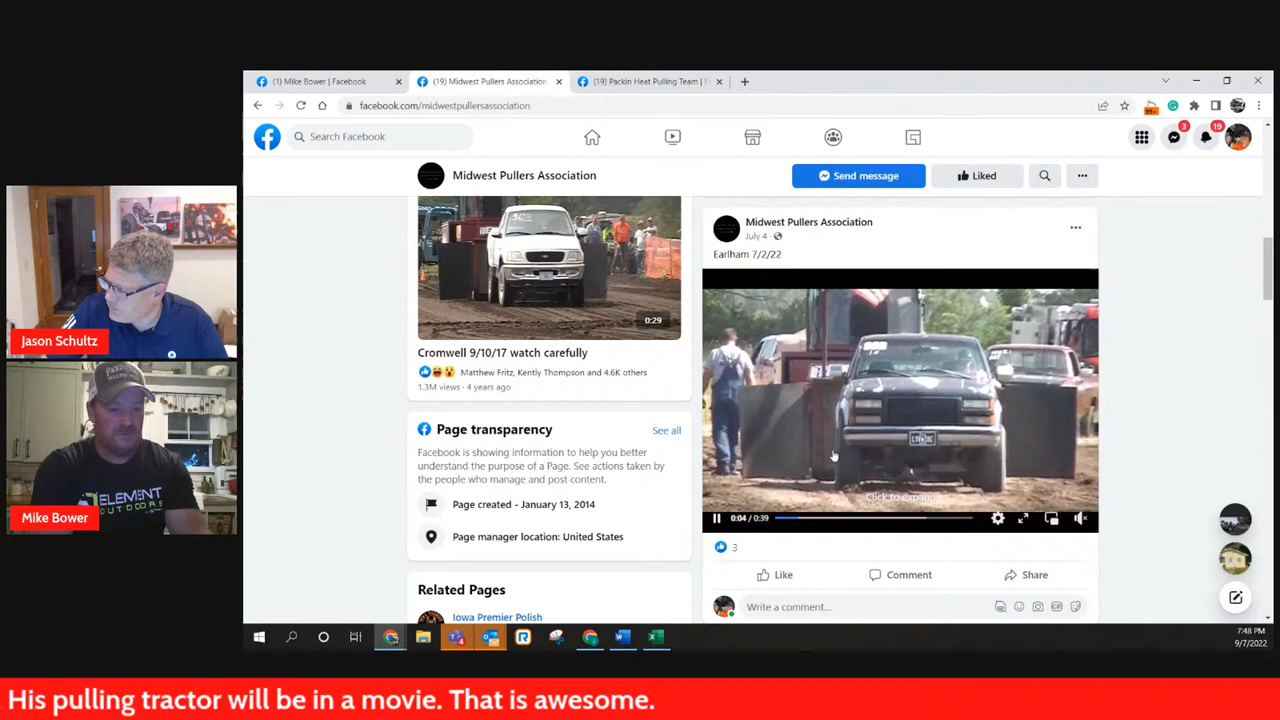 (1) Mike Bower | Facebook
(19) Midwest Pullers Association
(19) Packin Heat Pulling Team |
facebook.com/midwestpullersassociation
99+
Search Facebook
3
19
Midwest Pullers Association
Send message
Liked
0:29
Cromwell 9/10/17 watch carefully
Matthew Fritz, Kently Thompson and 4.6K others
1.3M views · 4 years ago
Page transparency
See all
Facebook is showing information to help you better
understand the purpose of a Page. See actions taken by
the people who manage and post content.
Page created - January 13, 2014
Page manager location: United States
Related Pages
Iowa Premier Polish
Midwest Pullers Association
July 4
Earlham 7/2/22
Click to expand
0:04 / 0:39
3
Like
Comment
Share
Write a comment...
GIF
7:48 PM
9/7/2022
Jason Schultz
ELEMENT
OUTDOORS
Mike Bower
His pulling tractor will be in a movie. That is awesome.